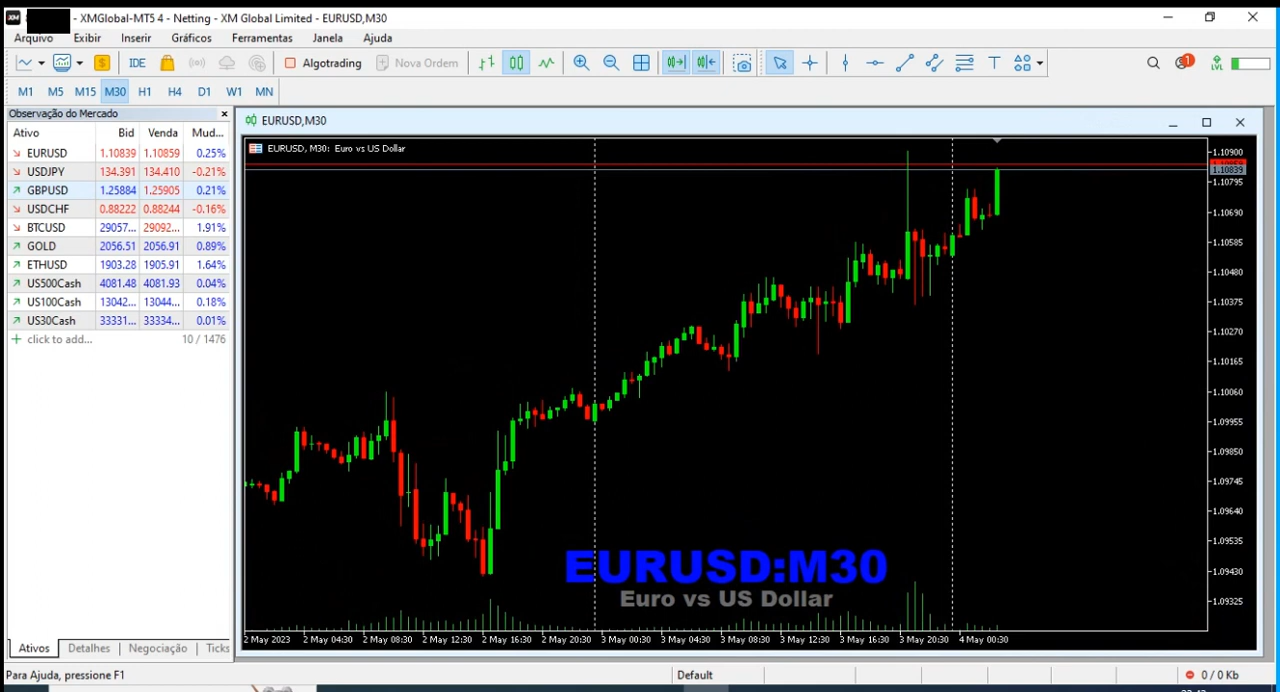 XM - XMGlobal-MT5 4 - Netting - XM Global Limited - EURUSD,M30
Arquivo Exibir Inserir Gráficos Ferramentas Janela Ajuda
IDE Algotrading Nova Ordem 1 LVL
M1 M5 M15 M30 H1 H4 D1 W1 MN
Observação do Mercado
Ativo Bid Venda Mud...
EURUSD 1.10839 1.10859 0.25%
USDJPY 134.391 134.410 -0.21%
GBPUSD 1.25884 1.25905 0.21%
USDCHF 0.88222 0.88244 -0.16%
BTCUSD 29057... 29092... 1.91%
GOLD 2056.51 2056.91 0.89%
ETHUSD 1903.28 1905.91 1.64%
US500Cash 4081.48 4081.93 0.04%
US100Cash 13042... 13044... 0.18%
US30Cash 33331... 33334... 0.01%
click to add... 10 / 1476
Ativos Detalhes Negociação Ticks
EURUSD,M30
EURUSD, M30: Euro vs US Dollar
1.10900
1.10839
1.10795
1.10690
1.10585
1.10480
1.10375
1.10270
1.10165
1.10060
1.09955
1.09850
1.09745
1.09640
1.09535
1.09430
1.09325
EURUSD:M30
Euro vs US Dollar
2 May 2023 2 May 04:30 2 May 08:30 2 May 12:30 2 May 16:30 2 May 20:30 3 May 00:30 3 May 04:30 3 May 08:30 3 May 12:30 3 May 16:30 3 May 20:30 4 May 00:30
Para Ajuda, pressione F1 Default 0 / 0 Kb